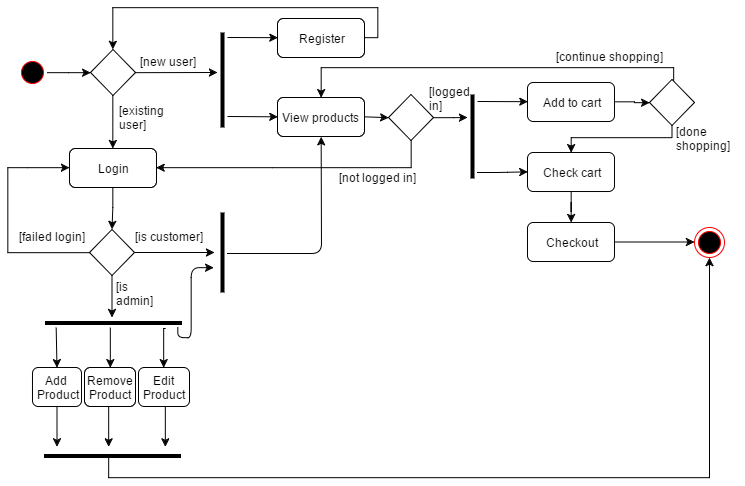 [continue shopping]
Register
[new user]
[logged
in]
Add to cart
[existing
user]
View products
[done
shopping]
Login
[not logged in]
Check cart
[failed login]
[is customer]
Checkout
[is
admin]
Add
Product
Remove
Product
Edit
Product